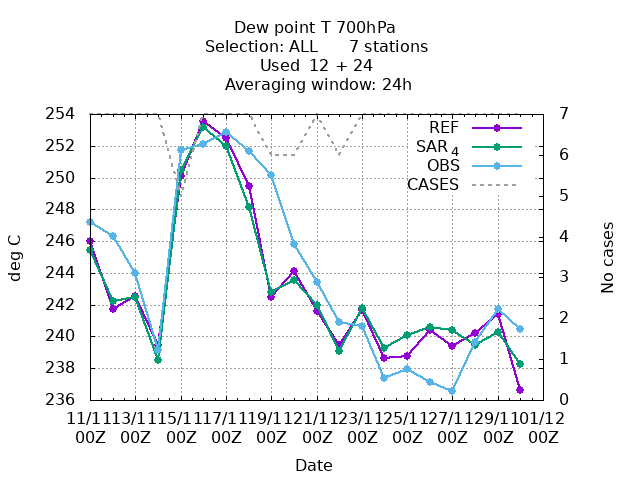 Dew point T 700hPa
Selection: ALL      7 stations
Used  12 + 24
Averaging window: 24h
254
252
250
248
246
244
242
240
238
236
deg C
7
6
5
4
3
2
1
0
No cases
REF
SAR 4
OBS
CASES
11/11 13/11 15/11 17/11 19/11 21/11 23/11 25/11 27/11 29/11 01/12
00Z 00Z 00Z 00Z 00Z 00Z 00Z 00Z 00Z 00Z 00Z
Date